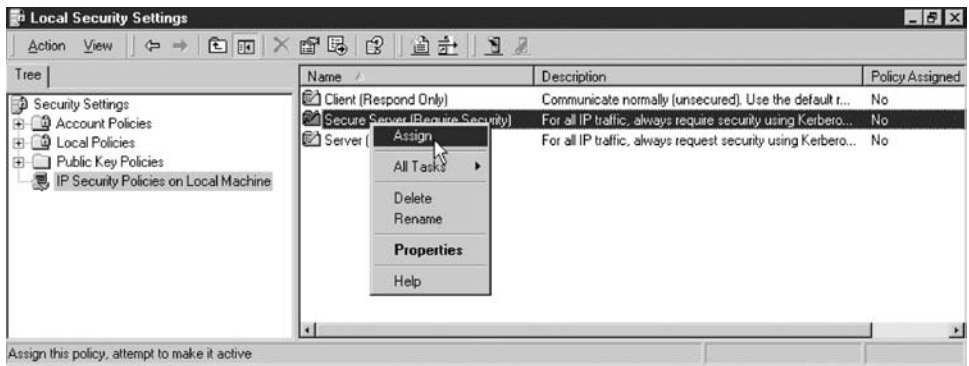 Local Security Settings
Action View
Tree
Name Description Policy Assigned
Security Settings
Account Policies
Local Policies
Public Key Policies
IP Security Policies on Local Machine
Client (Respond Only) Communicate normally (unsecured). Use the default r... No
Secure Server (Require Security) For all IP traffic, always require security using Kerbero... No
Server ( For all IP traffic, always request security using Kerbero... No
Assign
All Tasks
Delete
Rename
Properties
Help
Assign this policy, attempt to make it active